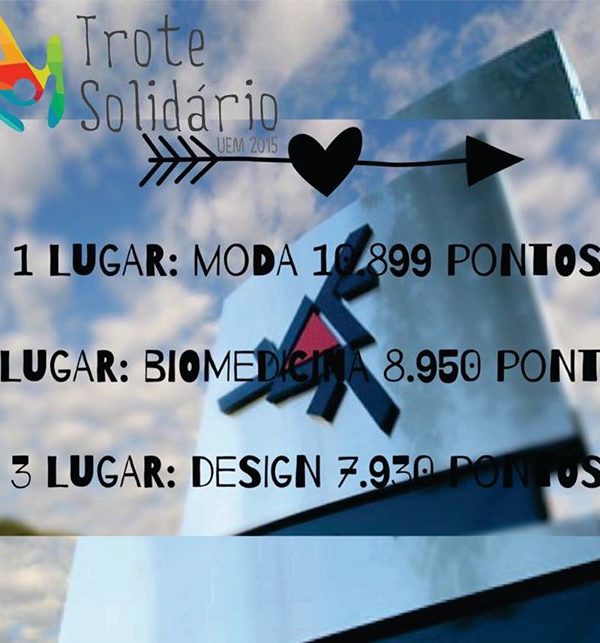 Trote
Solidário
UEM 2015
1 LUGAR: MODA 10.899 PONTOS
LUGAR: BIOMEDICINA 8.950 PONT
3 LUGAR: DESIGN 7.930 PONTOS